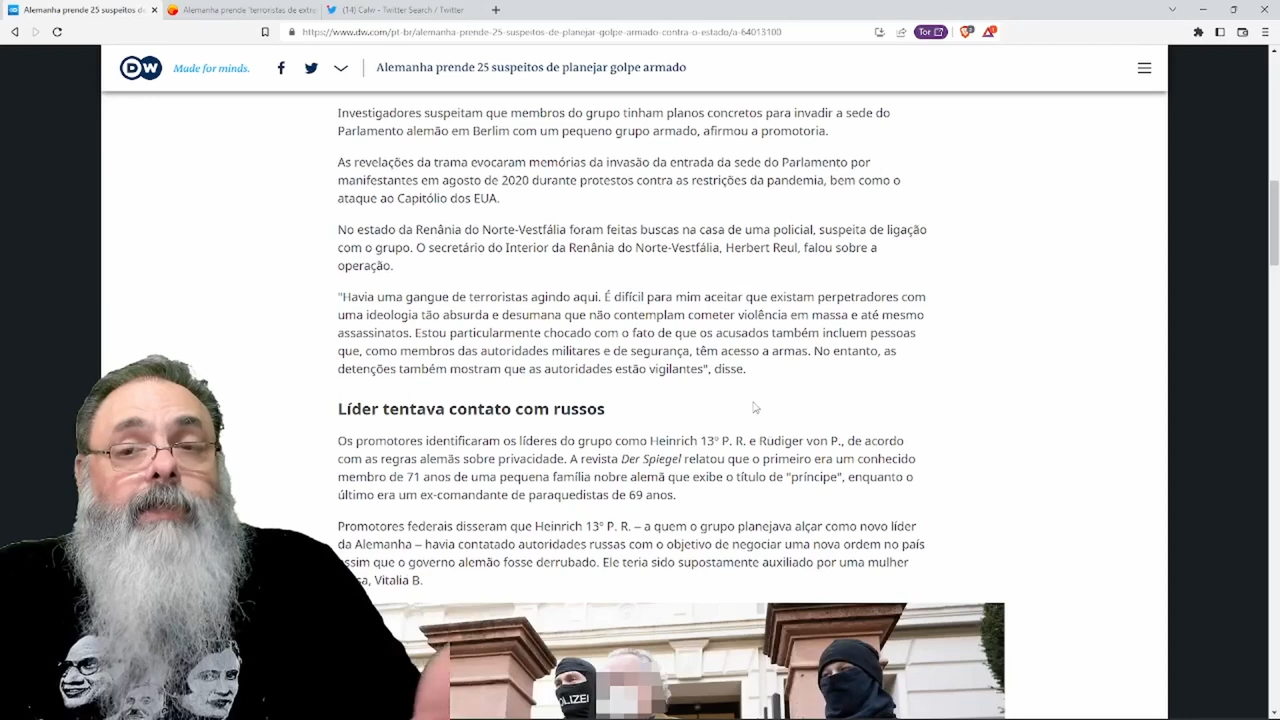 Alemanha prende 25 suspeitos de
Alemanha prende 'terroristas de extre
(14) Calw - Twitter Search / Twitter
https://www.dw.com/pt-br/alemanha-prende-25-suspeitos-de-planejar-golpe-armado-contra-o-estado/a-64013100
Tor
DW
Made for minds.
Alemanha prende 25 suspeitos de planejar golpe armado
Investigadores suspeitam que membros do grupo tinham planos concretos para invadir a sede do
Parlamento alemão em Berlim com um pequeno grupo armado, afirmou a promotoria.
As revelações da trama evocaram memórias da invasão da entrada da sede do Parlamento por
manifestantes em agosto de 2020 durante protestos contra as restrições da pandemia, bem como o
ataque ao Capitólio dos EUA.
No estado da Renânia do Norte-Vestfália foram feitas buscas na casa de uma policial, suspeita de ligação
com o grupo. O secretário do Interior da Renânia do Norte-Vestfália, Herbert Reul, falou sobre a
operação.
"Havia uma gangue de terroristas agindo aqui. É difícil para mim aceitar que existam perpetradores com
uma ideologia tão absurda e desumana que não contemplam cometer violência em massa e até mesmo
assassinatos. Estou particularmente chocado com o fato de que os acusados também incluem pessoas
que, como membros das autoridades militares e de segurança, têm acesso a armas. No entanto, as
detenções também mostram que as autoridades estão vigilantes", disse.
Líder tentava contato com russos
Os promotores identificaram os líderes do grupo como Heinrich 13º P. R. e Rudiger von P., de acordo
com as regras alemãs sobre privacidade. A revista Der Spiegel relatou que o primeiro era um conhecido
membro de 71 anos de uma pequena família nobre alemã que exibe o título de "príncipe", enquanto o
último era um ex-comandante de paraquedistas de 69 anos.
Promotores federais disseram que Heinrich 13º P. R. – a quem o grupo planejava alçar como novo líder
da Alemanha – havia contatado autoridades russas com o objetivo de negociar uma nova ordem no país
assim que o governo alemão fosse derrubado. Ele teria sido supostamente auxiliado por uma mulher
Vitalia B.
OLIZEI